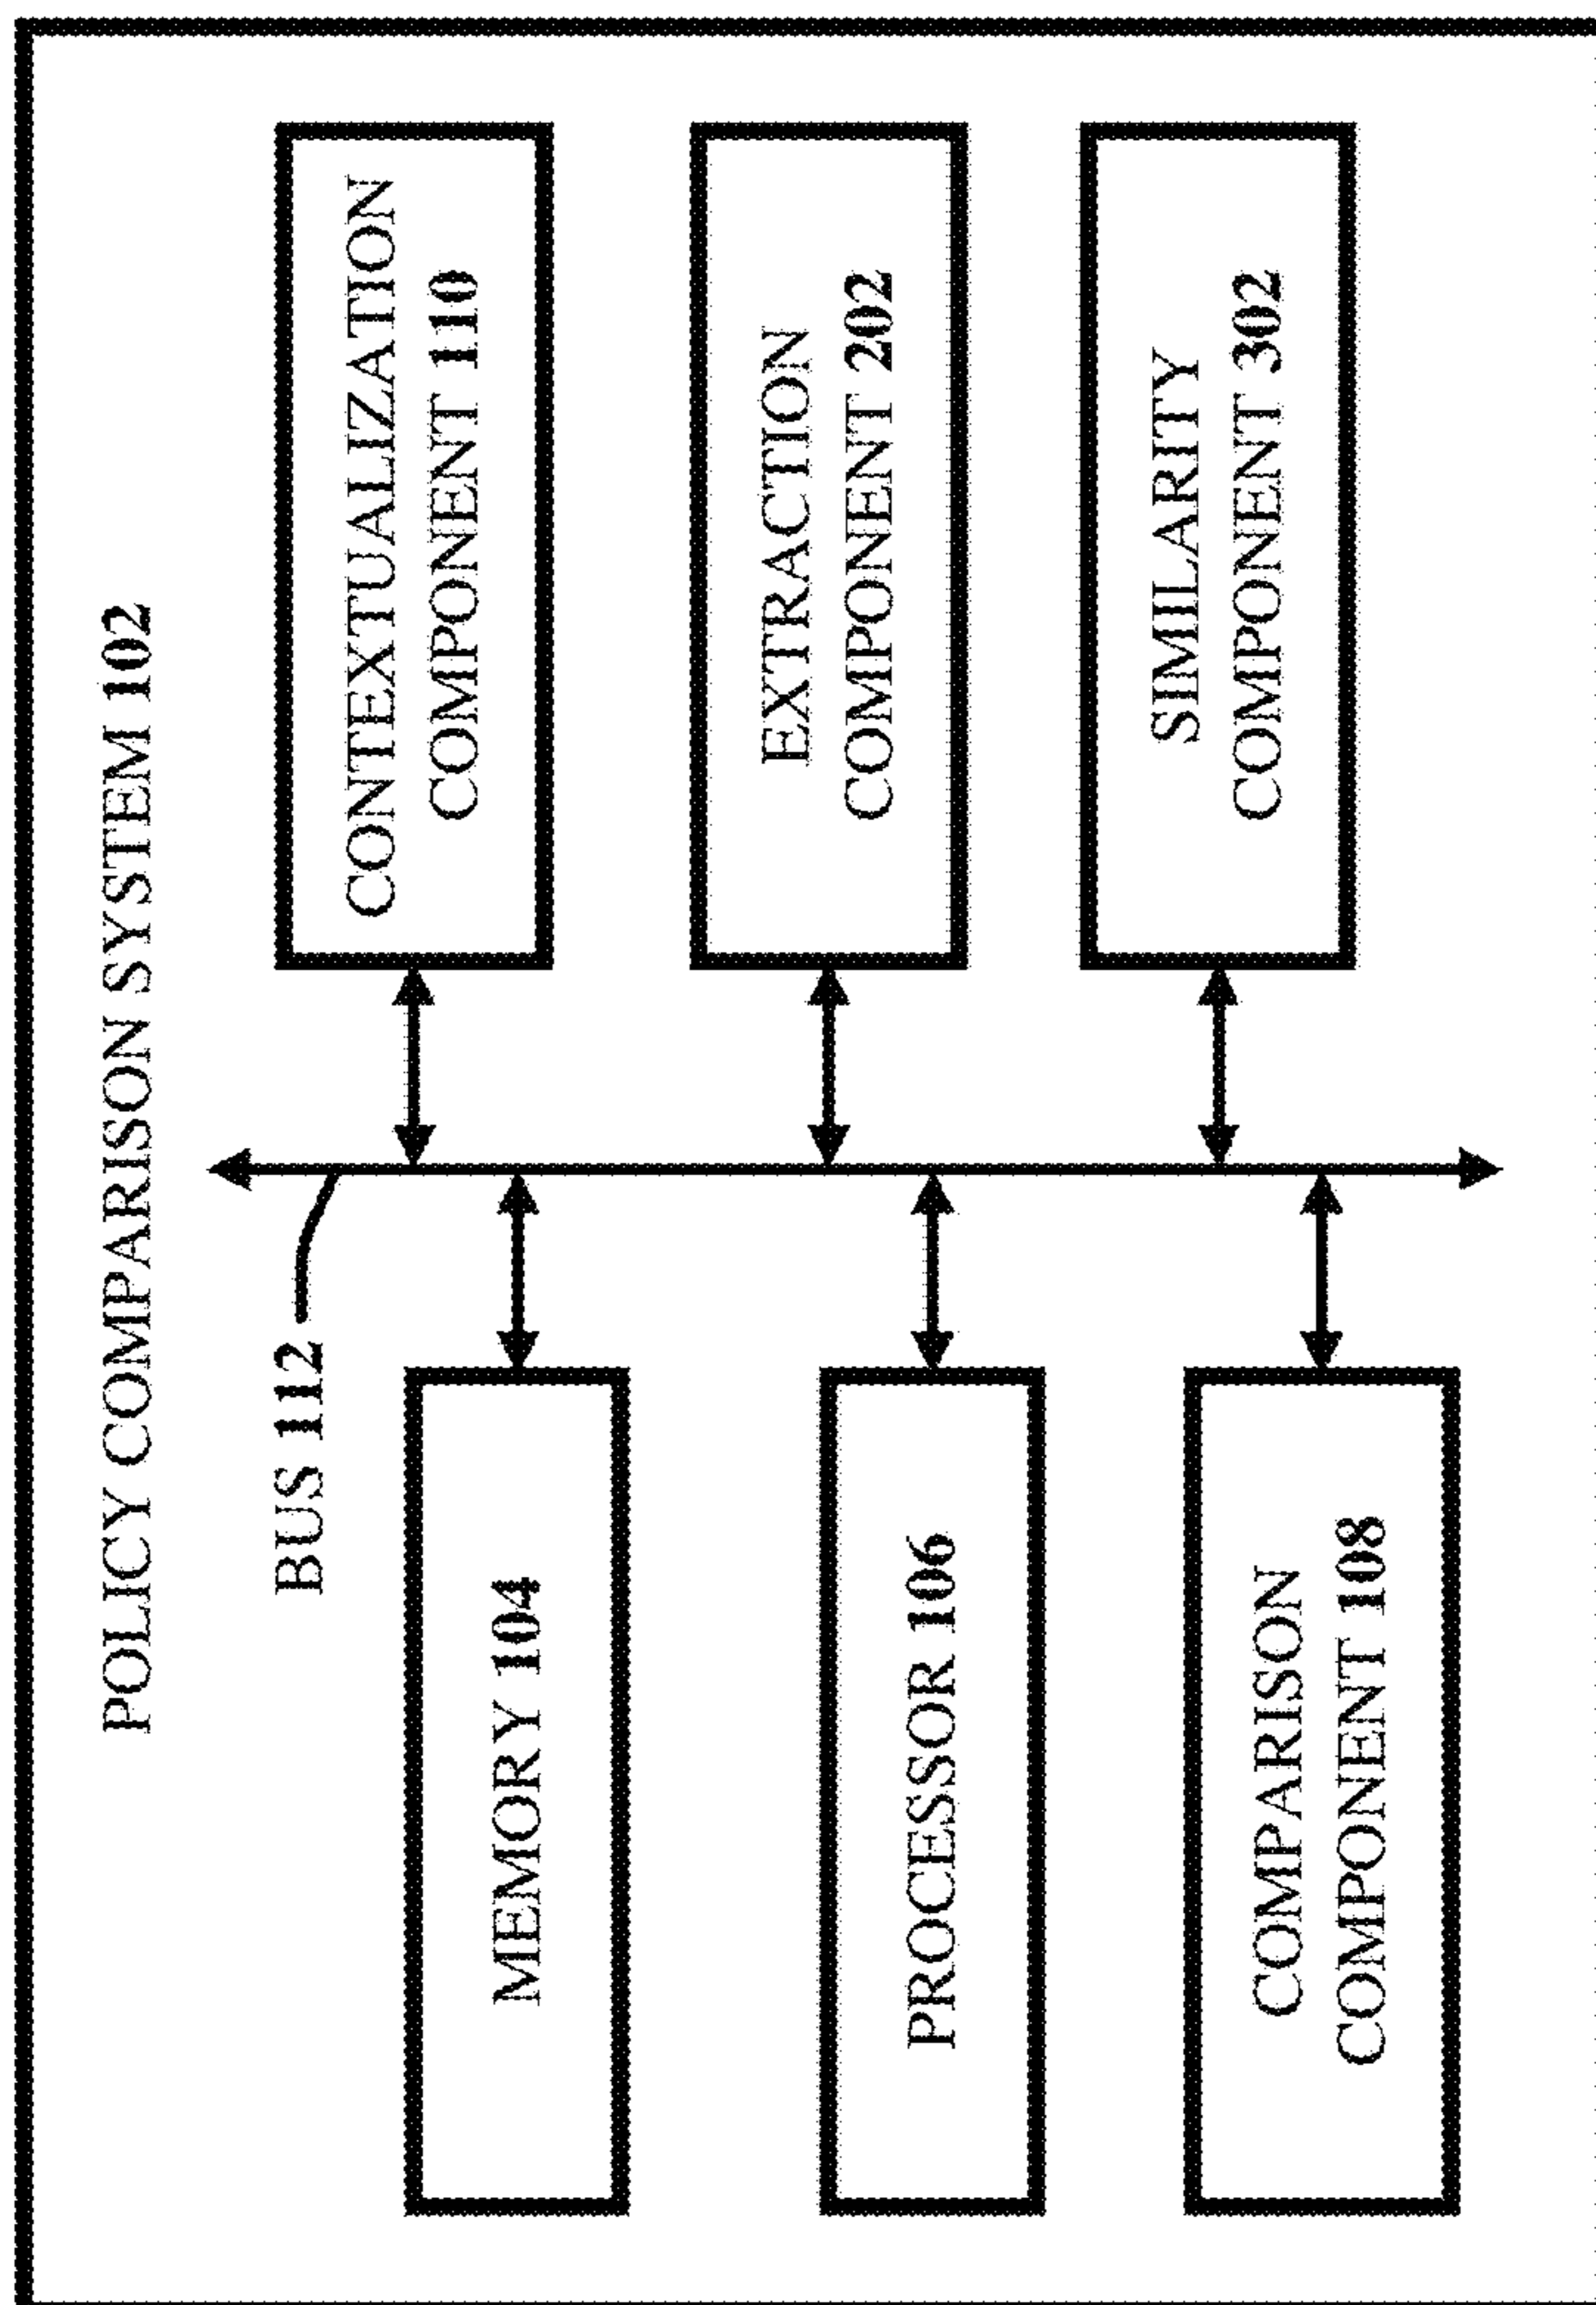 POLICY COMPARISON SYSTEM 102
BUS 112
MEMORY 104
PROCESSOR 106
COMPARISON
COMPONENT 108
CONTEXTUALIZATION
COMPONENT 110
EXTRACTION
COMPONENT 202
SIMILARITY
COMPONENT 302